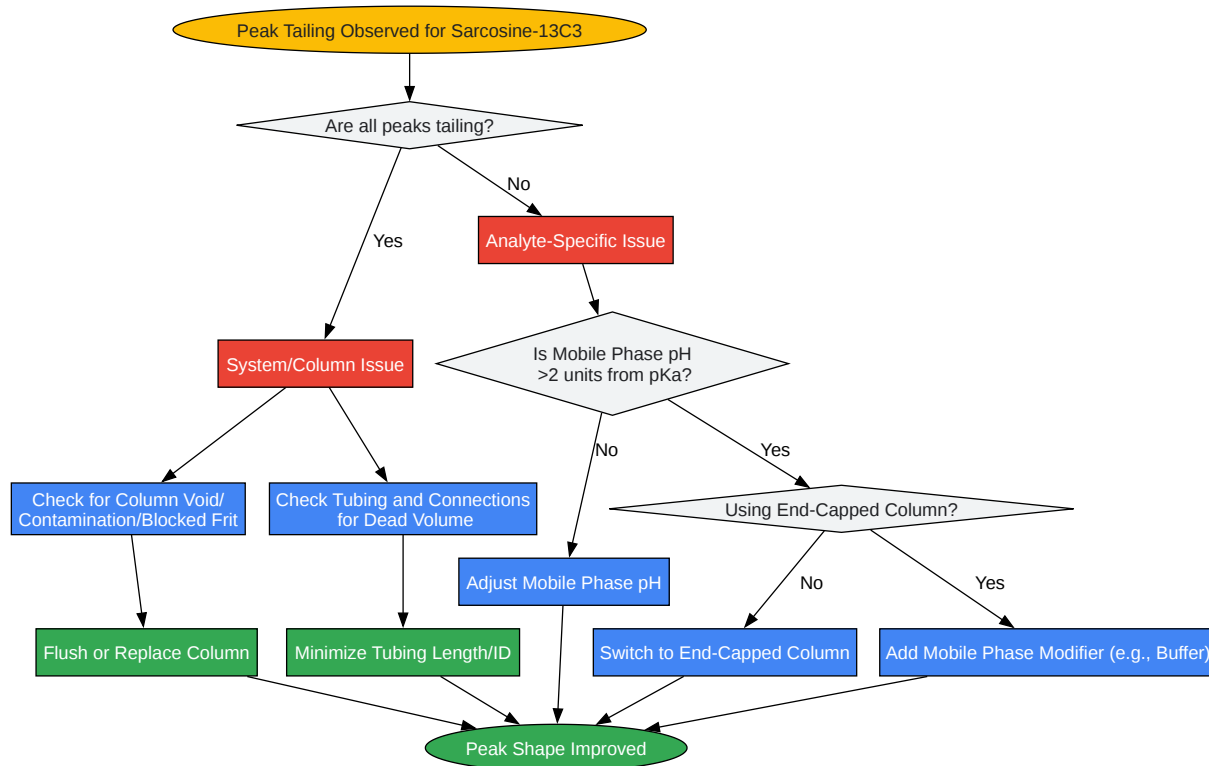 Peak Tailing Observed for Sarcosine-13C3
Are all peaks tailing?
No
Yes
Analyte-Specific Issue
System/Column Issue
Is Mobile Phase pH
>2 units from pKa?
No
Yes
Check for Column Void/
Contamination/Blocked Frit
Check Tubing and Connections
for Dead Volume
Using End-Capped Column?
Adjust Mobile Phase pH
No
Yes
Flush or Replace Column
Minimize Tubing Length/ID
Switch to End-Capped Column
Add Mobile Phase Modifier (e.g., Buffer)
Peak Shape Improved